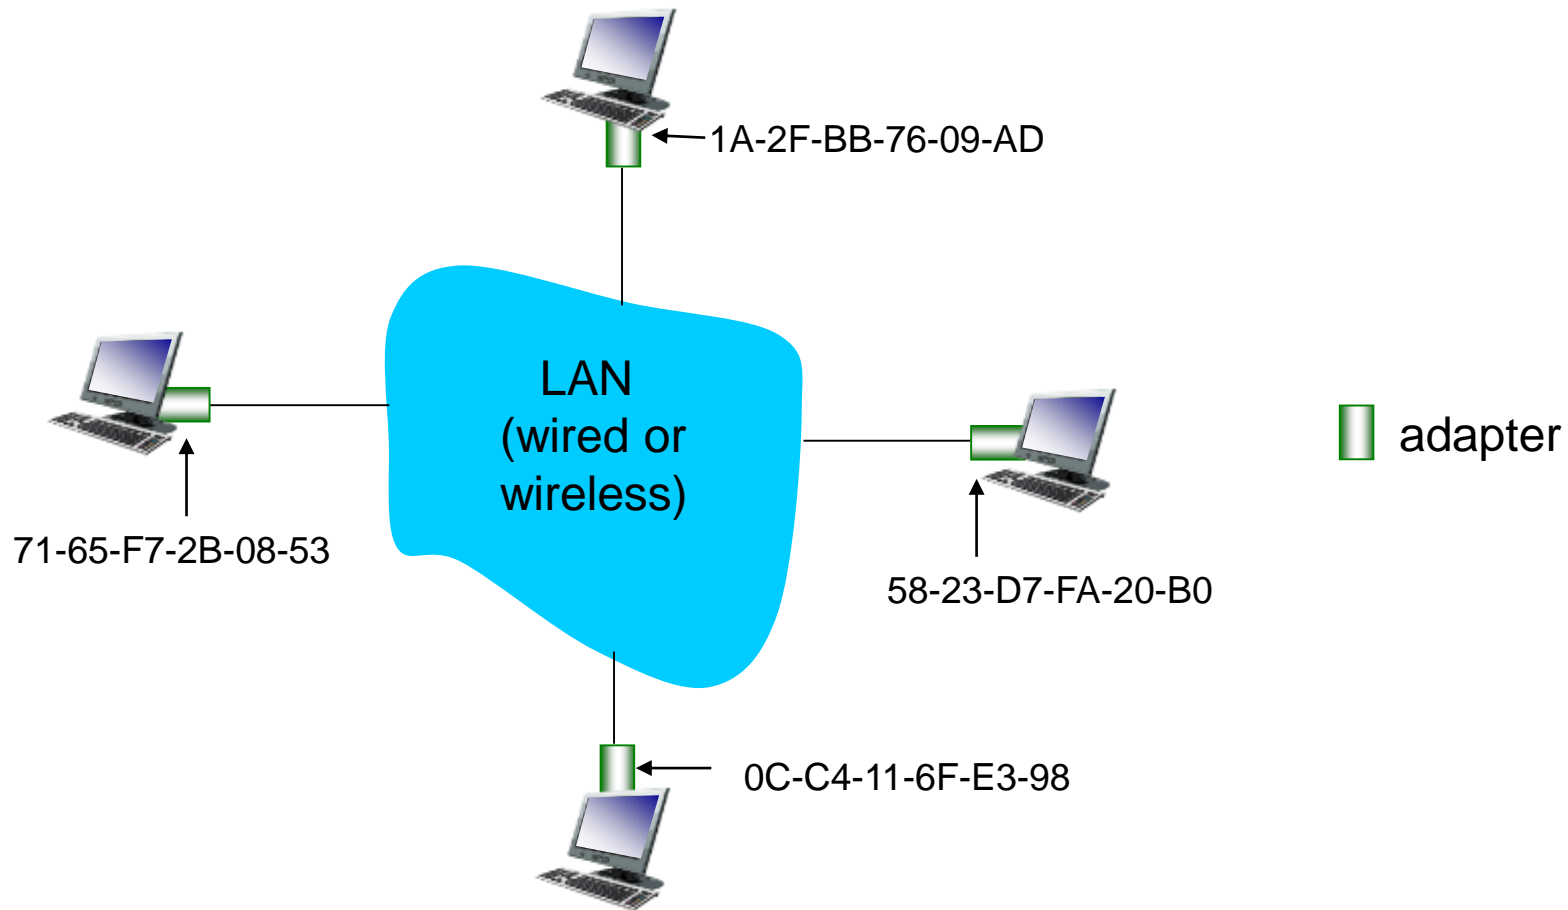 1A-2F-BB-76-09-AD
LAN
(wired or
wireless)
adapter
71-65-F7-2B-08-53
58-23-D7-FA-20-B0
0C-C4-11-6F-E3-98